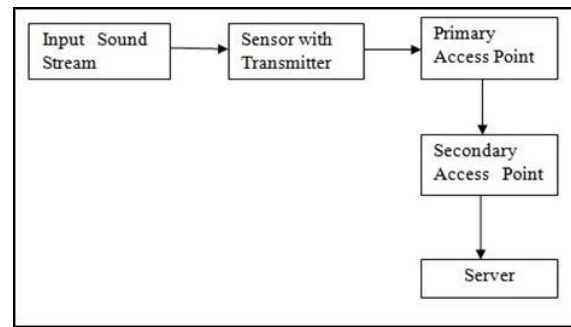 Input Sound
Stream
Sensor with
Transmitter
Primary
Access Point
Secondary
Access Point
Server